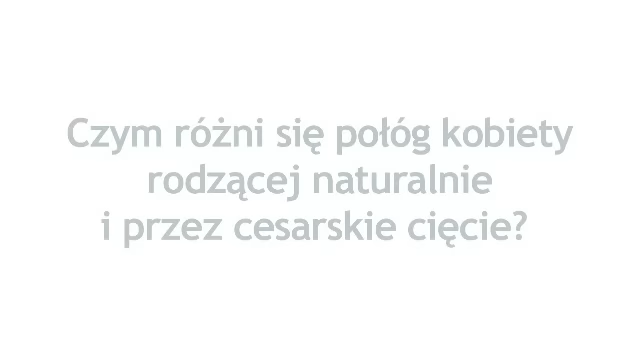 Czym różni się połóg kobiety
rodzącej naturalnie
i przez cesarskie cięcie?